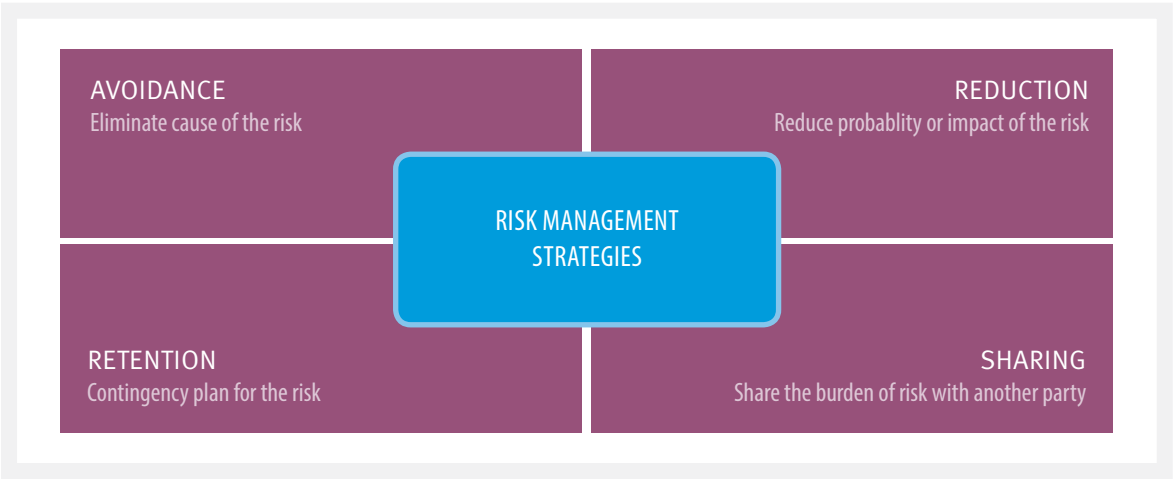 AVOIDANCE
Eliminate cause of the risk
REDUCTION
Reduce probablity or impact of the risk
RISK MANAGEMENT
STRATEGIES
RETENTION
Contingency plan for the risk
SHARING
Share the burden of risk with another party